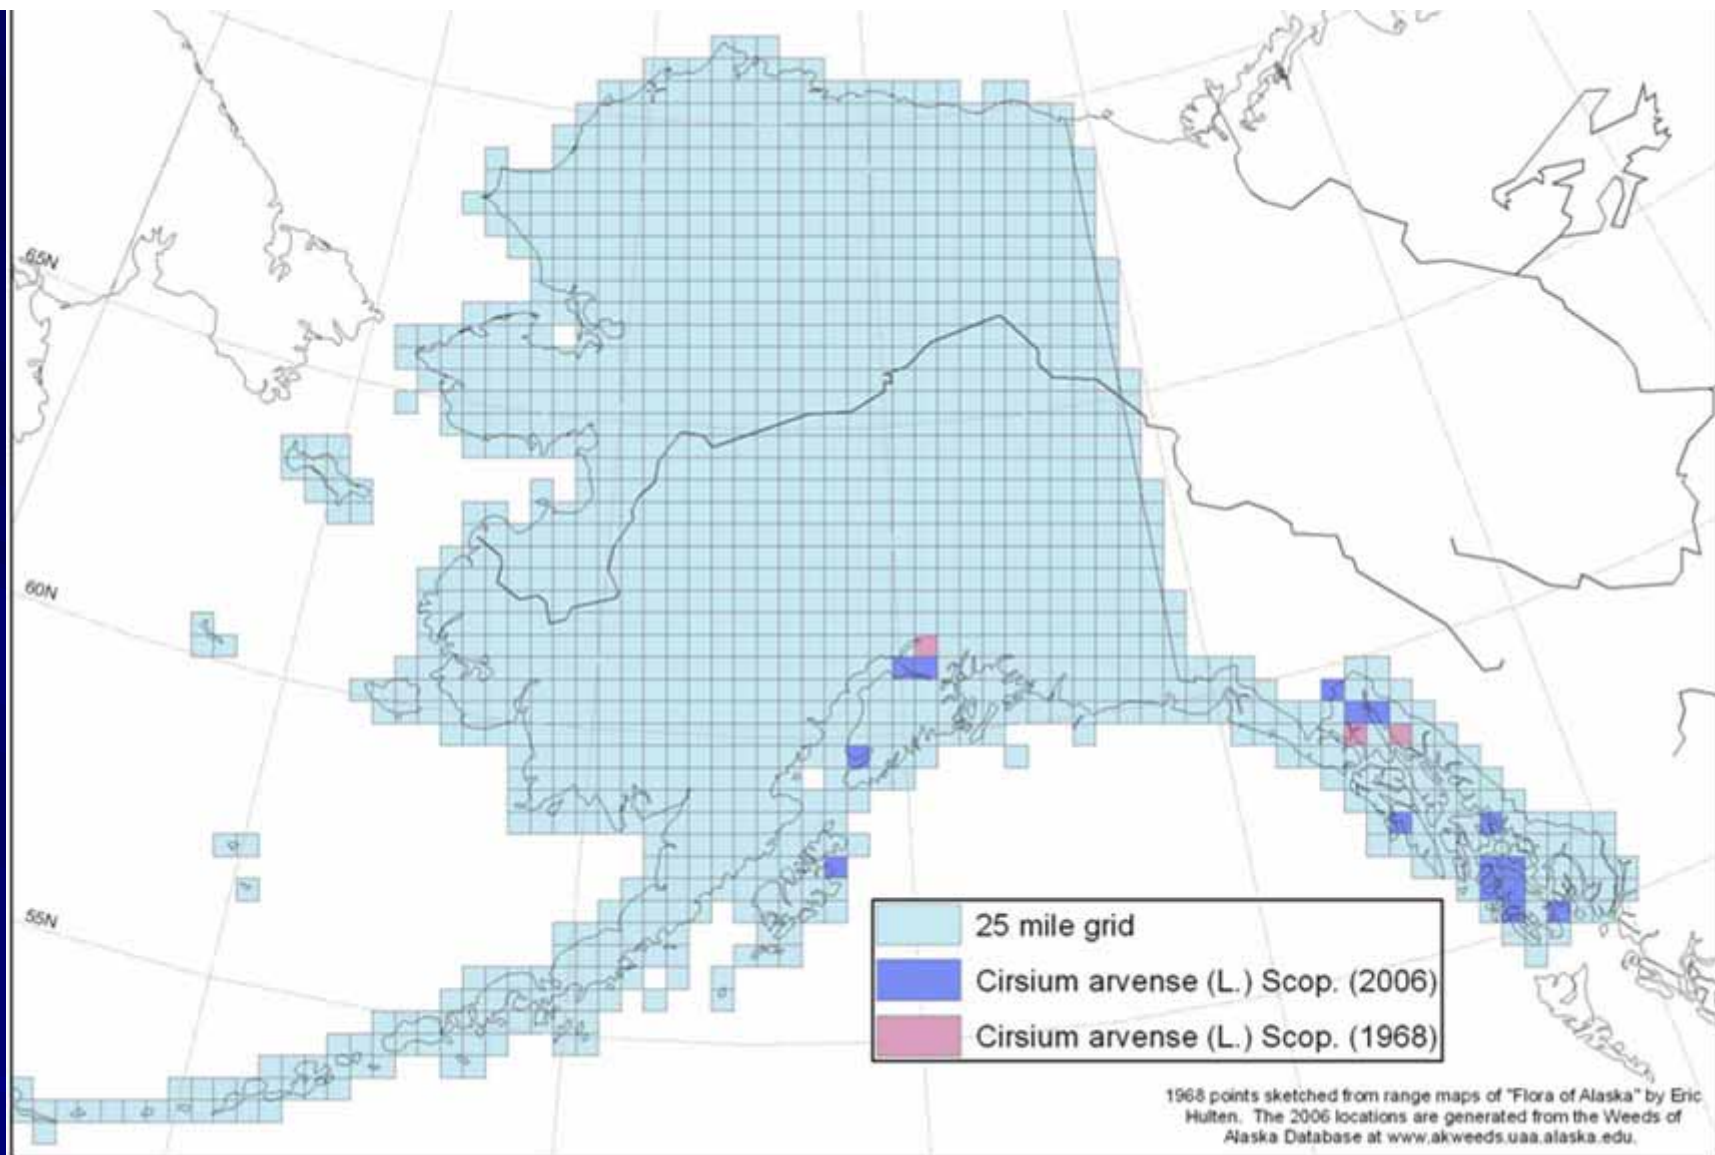 65N
60N
55N
25 mile grid
Cirsium arvense (L.) Scop. (2006)
Cirsium arvense (L.) Scop. (1968)
1968 points sketched from range maps of "Flora of Alaska" by Eric
Hulten. The 2006 locations are generated from the Weeds of
Alaska Database at www.akweeds.uaa.alaska.edu.